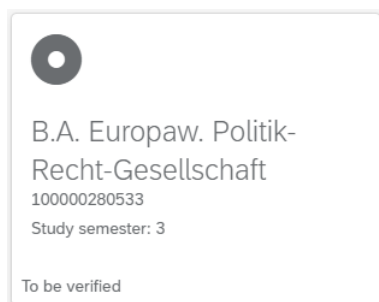 B.A. Europaw. Politik-
Recht-Gesellschaft
100000280533
Study semester: 3
To be verified